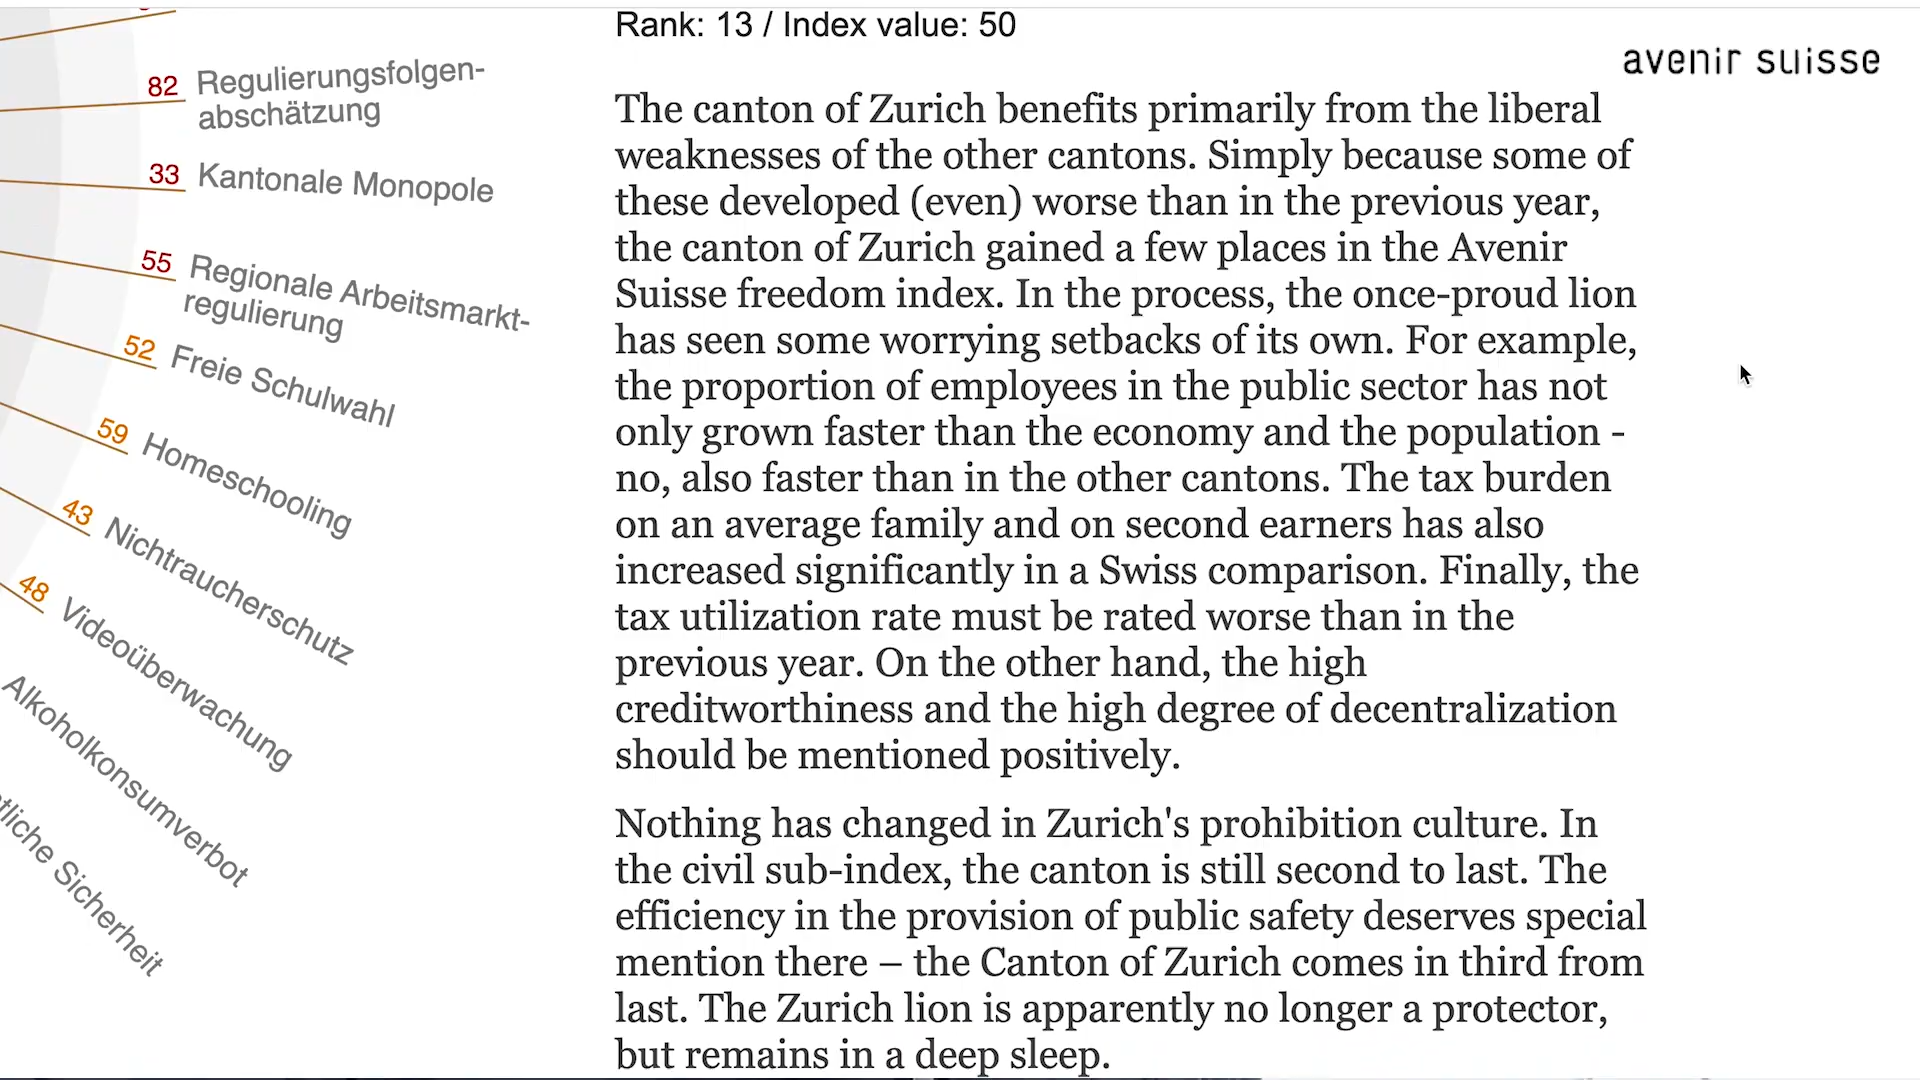 Rank: 13 / Index value: 50
avenir suisse
82 Regulierungsfolgen-
abschätzung
33 Kantonale Monopole
55 Regionale Arbeitsmarkt-
regulierung
52 Freie Schulwahl
59 Homeschooling
43 Nichtraucherschutz
48 Videoüberwachung
Alkoholkonsumverbot
Sicherheit
The canton of Zurich benefits primarily from the liberal
weaknesses of the other cantons. Simply because some of
these developed (even) worse than in the previous year,
the canton of Zurich gained a few places in the Avenir
Suisse freedom index. In the process, the once-proud lion
has seen some worrying setbacks of its own. For example,
the proportion of employees in the public sector has not
only grown faster than the economy and the population -
no, also faster than in the other cantons. The tax burden
on an average family and on second earners has also
increased significantly in a Swiss comparison. Finally, the
tax utilization rate must be rated worse than in the
previous year. On the other hand, the high
creditworthiness and the high degree of decentralization
should be mentioned positively.
Nothing has changed in Zurich's prohibition culture. In
the civil sub-index, the canton is still second to last. The
efficiency in the provision of public safety deserves special
mention there – the Canton of Zurich comes in third from
last. The Zurich lion is apparently no longer a protector,
but remains in a deep sleep.